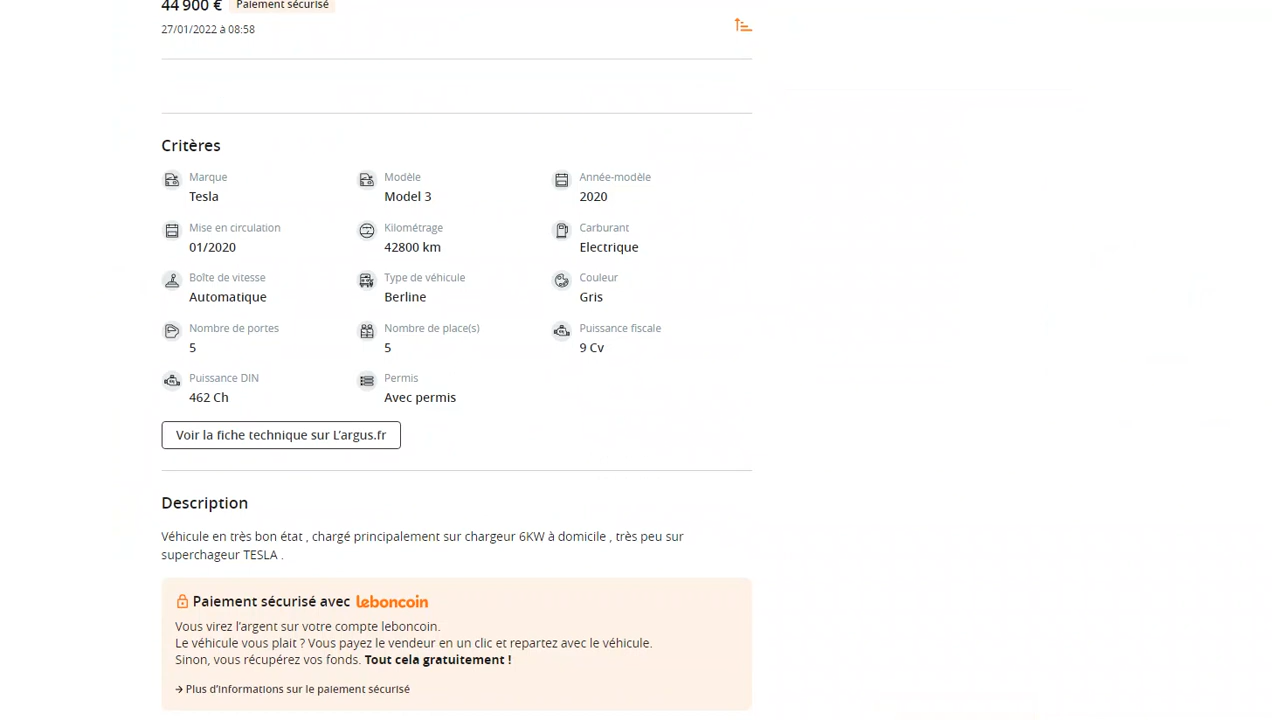 44 900 € Paiement sécurisé
27/01/2022 à 08:58
Critères
Marque Modèle Année-modèle
Tesla Model 3 2020
Mise en circulation Kilométrage Carburant
01/2020 42800 km Electrique
Boîte de vitesse Type de véhicule Couleur
Automatique Berline Gris
Nombre de portes Nombre de place(s) Puissance fiscale
5 5 9 Cv
Puissance DIN Permis
462 Ch Avec permis
Voir la fiche technique sur L'argus.fr
Description
Véhicule en très bon état , chargé principalement sur chargeur 6KW à domicile , très peu sur
superchageur TESLA .
Paiement sécurisé avec leboncoin
Vous virez l'argent sur votre compte leboncoin.
Le véhicule vous plait ? Vous payez le vendeur en un clic et repartez avec le véhicule.
Sinon, vous récupérez vos fonds. Tout cela gratuitement !
→ Plus d'informations sur le paiement sécurisé